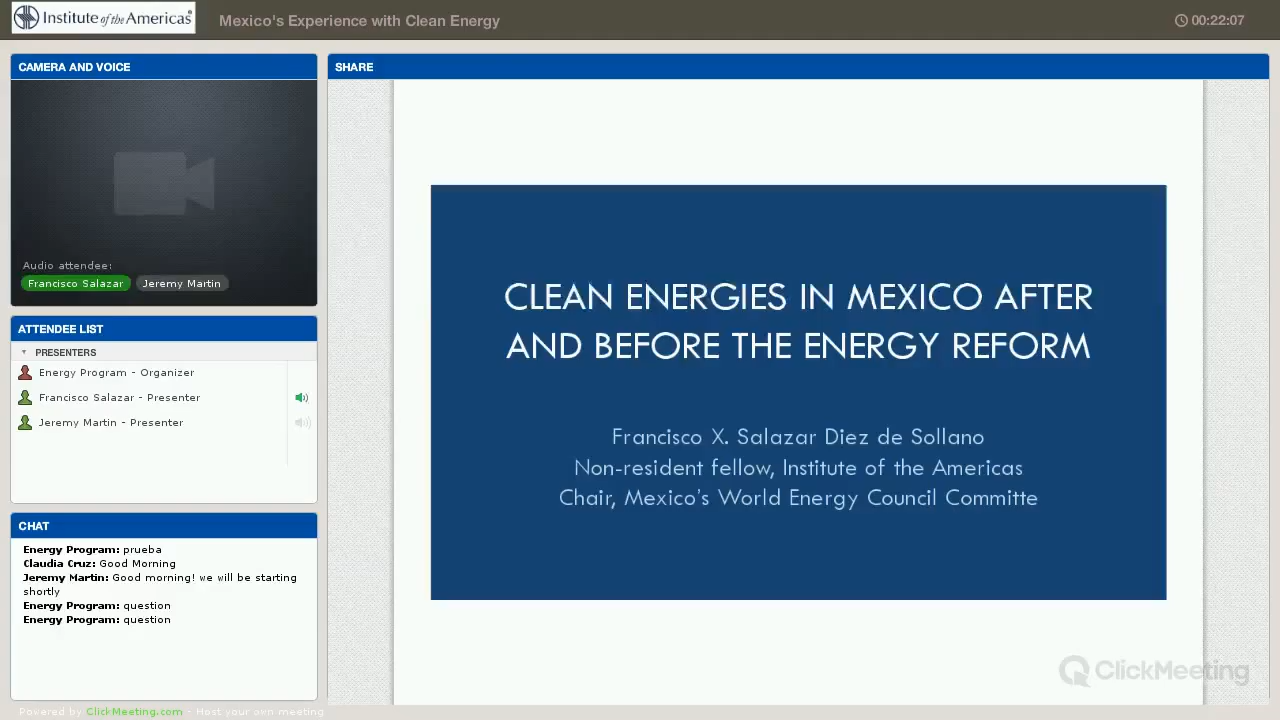 Institute of the Americas
Mexico's Experience with Clean Energy
00:22:07
CAMERA AND VOICE
Audio attendee:
Francisco Salazar
Jeremy Martin
ATTENDEE LIST
PRESENTERS
Energy Program - Organizer
Francisco Salazar - Presenter
Jeremy Martin - Presenter
CHAT
Energy Program: prueba
Claudia Cruz: Good Morning
Jeremy Martin: Good morning! we will be starting
shortly
Energy Program: question
Energy Program: question
Powered by ClickMeeting.com - Host your own meeting
SHARE
CLEAN ENERGIES IN MEXICO AFTER
AND BEFORE THE ENERGY REFORM
Francisco X. Salazar Diez de Sollano
Non-resident fellow, Institute of the Americas
Chair, Mexico's World Energy Council Committe
ClickMeeting